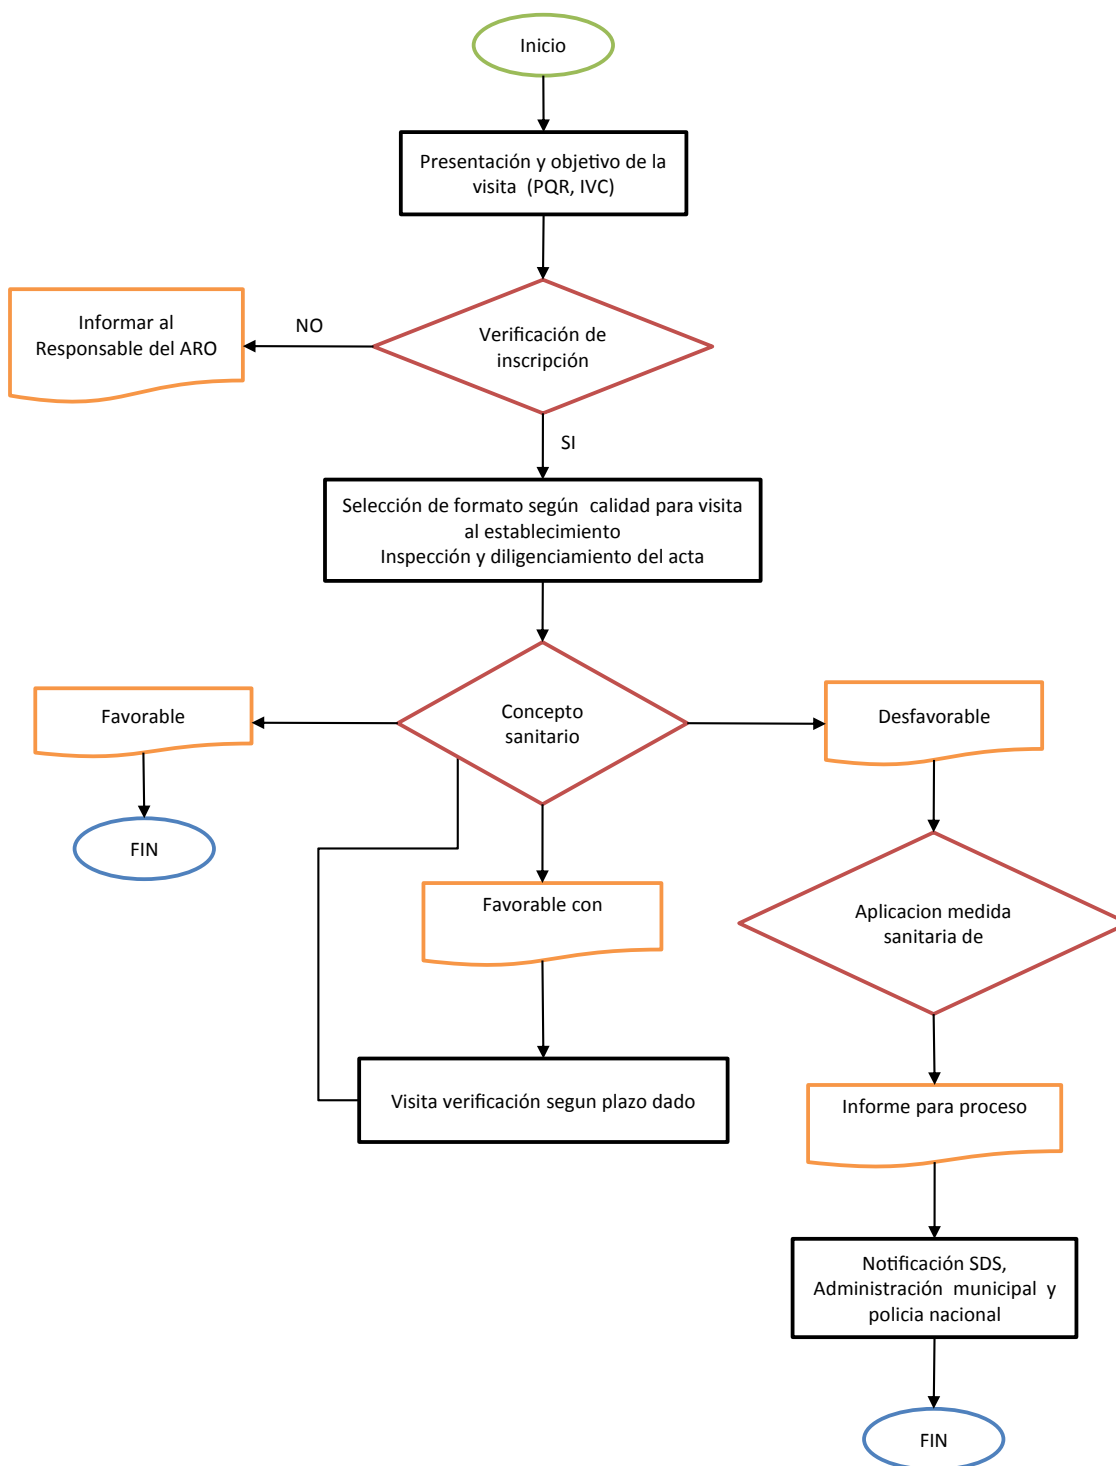 Inicio
Presentación y objetivo de la
visita (PQR, IVC)
Informar al
Responsable del ARO
NO
Verificación de
inscripción
SI
Selección de formato según calidad para visita
al establecimiento
Inspección y diligenciamiento del acta
Favorable
Concepto
sanitario
Desfavorable
FIN
Favorable con
Aplicacion medida
sanitaria de
Visita verificación segun plazo dado
Informe para proceso
Notificación SDS,
Administración municipal y
policia nacional
FIN